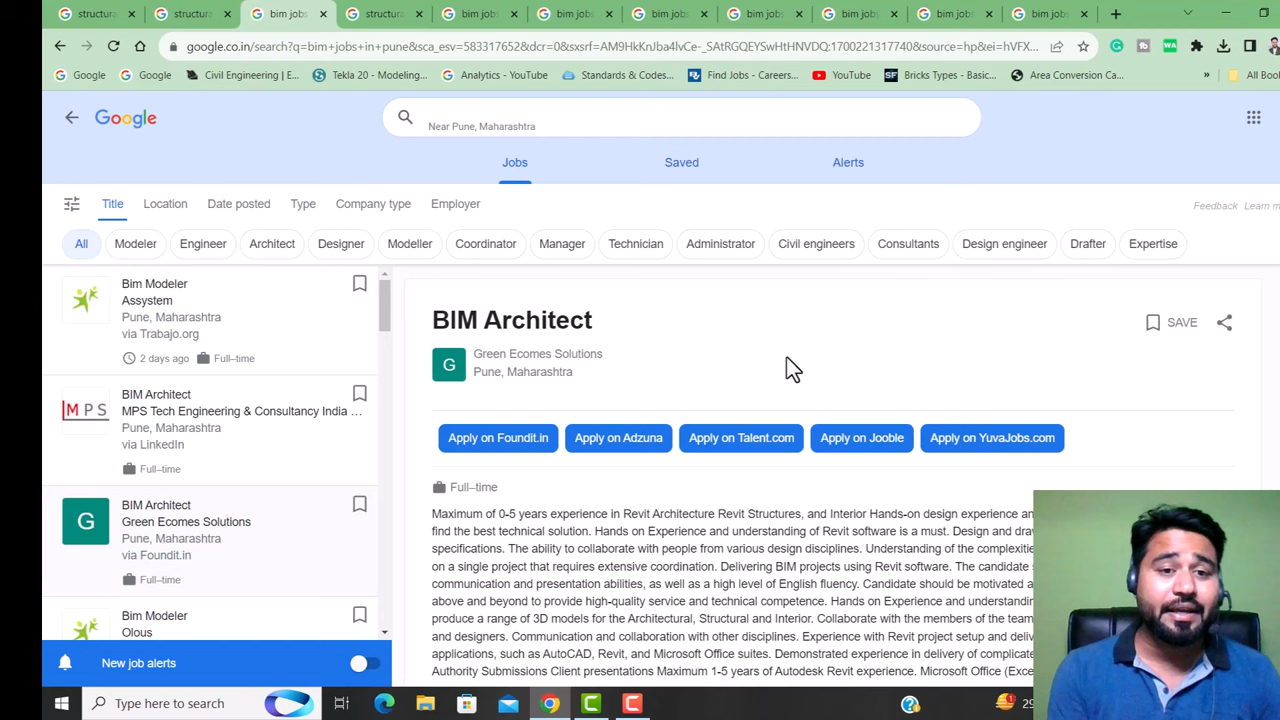 structura
structura
bim jobs
structura
bim jobs
bim jobs
bim jobs
bim jobs
bim jobs
bim jobs
bim jobs
google.co.in/search?q=bim+jobs+in+pune&sca_esv=583317652&dcr=0&sxsrf=AM9HkKnJba4lvCe-_SAtRGQEYSwHtHNVDQ:1700221317740&source=hp&ei=hVFX...
Google
Google
Civil Engineering | E...
Tekla 20 - Modeling...
Analytics - YouTube
Standards & Codes...
Find Jobs - Careers...
YouTube
Bricks Types - Basic...
Area Conversion Ca...
»
All Boo
Google
Near Pune, Maharashtra
Jobs
Saved
Alerts
Title
Location
Date posted
Type
Company type
Employer
Feedback
Learn m
All
Modeler
Engineer
Architect
Designer
Modeller
Coordinator
Manager
Technician
Administrator
Civil engineers
Consultants
Design engineer
Drafter
Expertise
Bim Modeler
Assystem
Pune, Maharashtra
via Trabajo.org
2 days ago
Full–time
MPS
BIM Architect
MPS Tech Engineering & Consultancy India ...
Pune, Maharashtra
via LinkedIn
Full–time
G
BIM Architect
Green Ecomes Solutions
Pune, Maharashtra
via Foundit.in
Full–time
Bim Modeler
Olous
New job alerts
BIM Architect
SAVE
G
Green Ecomes Solutions
Pune, Maharashtra
Apply on Foundit.in
Apply on Adzuna
Apply on Talent.com
Apply on Jooble
Apply on YuvaJobs.com
Full–time
Maximum of 0-5 years experience in Revit Architecture Revit Structures, and Interior Hands-on design experience an
find the best technical solution. Hands on Experience and understanding of Revit software is a must. Design and dra
specifications. The ability to collaborate with people from various design disciplines. Understanding of the complexitie
on a single project that requires extensive coordination. Delivering BIM projects using Revit software. The candidate s
communication and presentation abilities, as well as a high level of English fluency. Candidate should be motivated a
above and beyond to provide high-quality service and technical competence. Hands on Experience and understandin
produce a range of 3D models for the Architectural, Structural and Interior. Collaborate with the members of the team
and designers. Communication and collaboration with other disciplines. Experience with Revit project setup and deliv
applications, such as AutoCAD, Revit, and Microsoft Office suites. Demonstrated experience in delivery of complicate
Authority Submissions Client presentations Maximum 1-5 years of Autodesk Revit experience. Microsoft Office (Exce
Type here to search
29